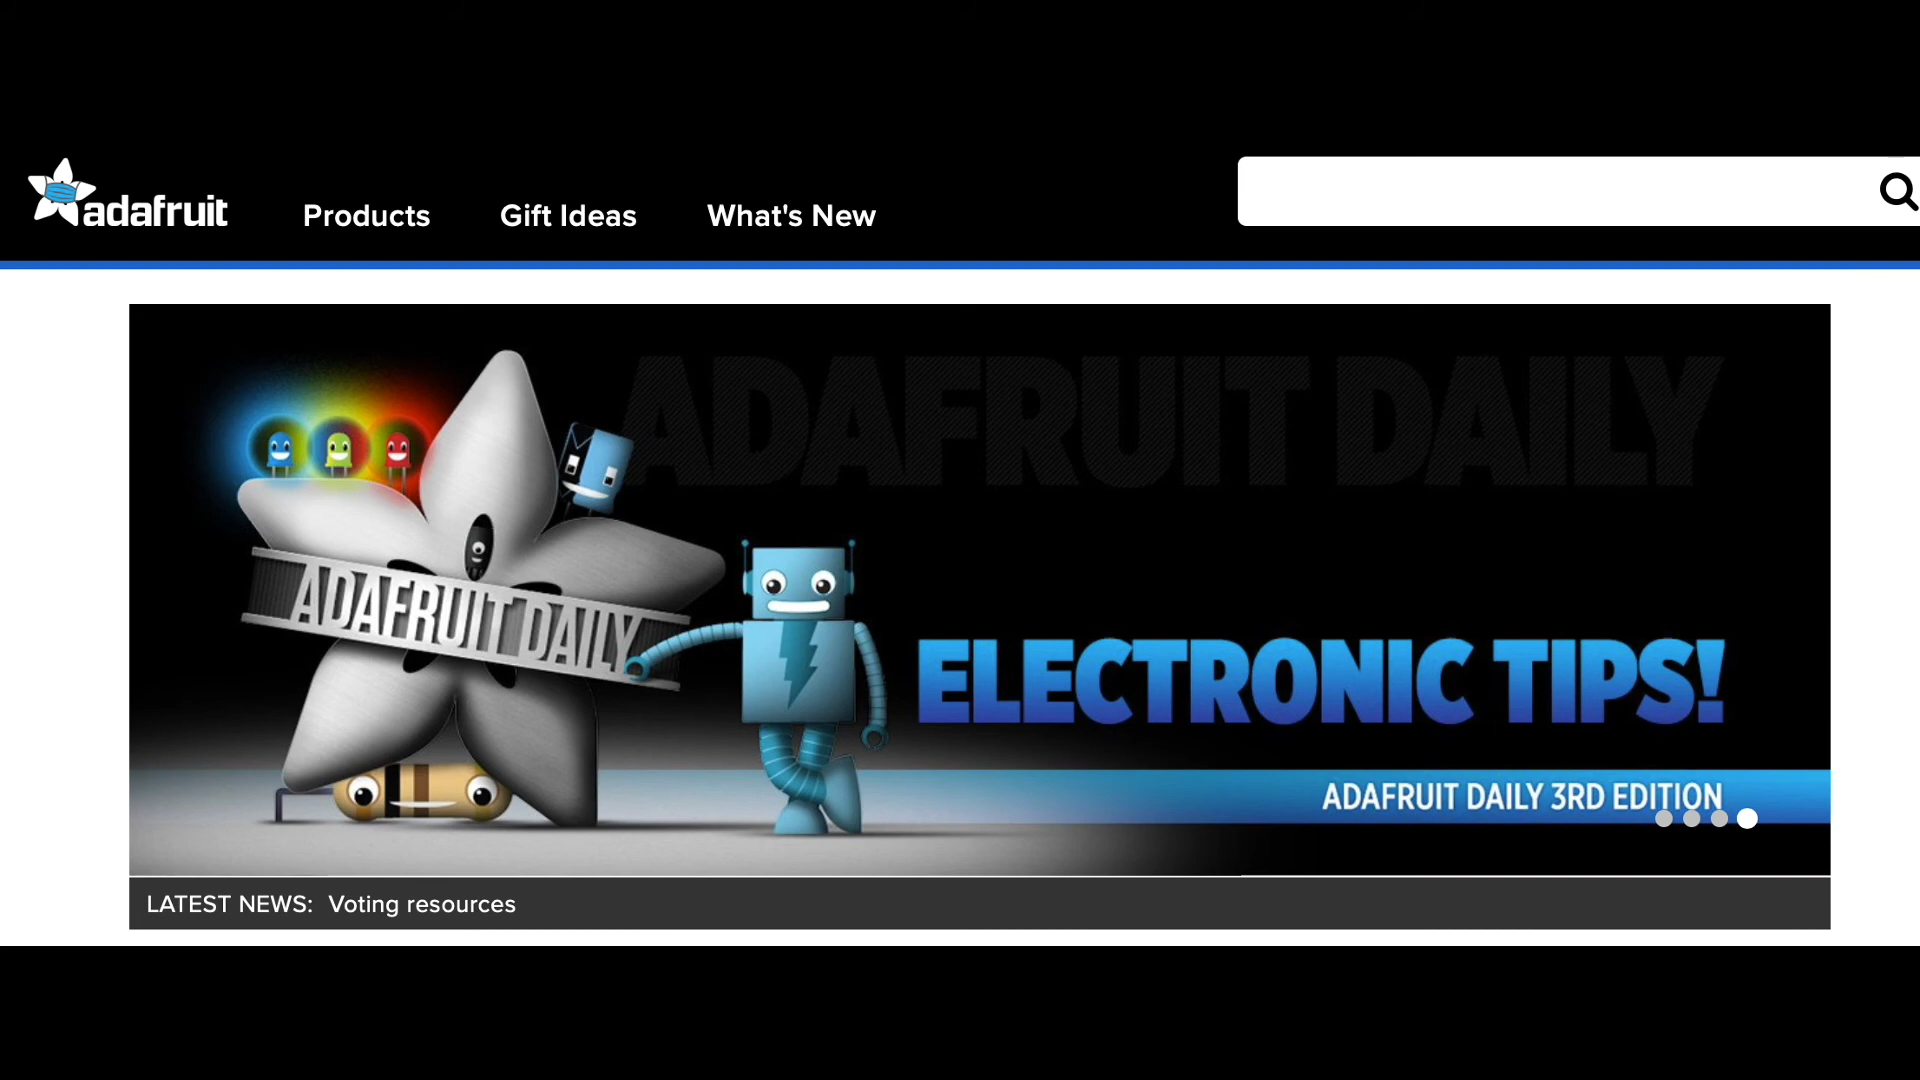 adafruit
Products
Gift Ideas
What's New
ADAFRUIT DAILY
ADAFRUIT DAILY
ELECTRONIC TIPS!
ADAFRUIT DAILY 3RD EDITION
LATEST NEWS: Voting resources